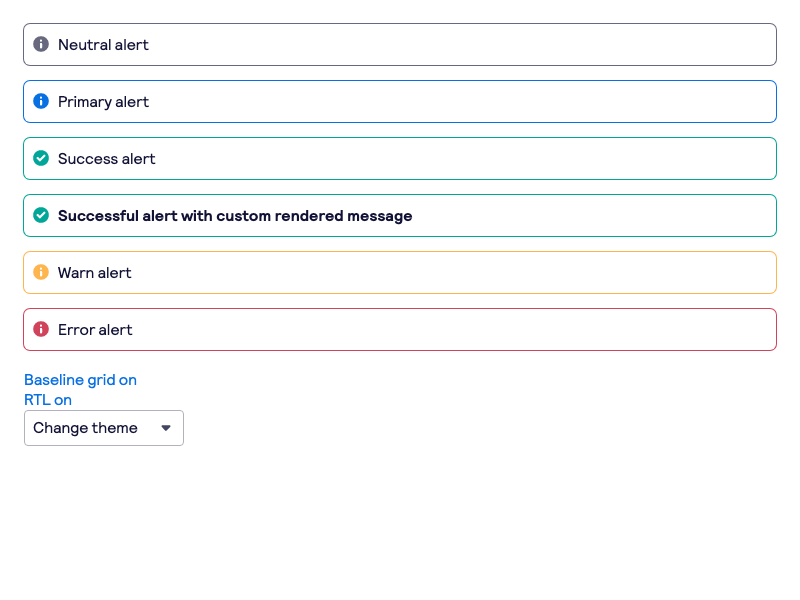 Neutral alert
Primary alert
Success alert
Successful alert with custom rendered message
Warn alert
Error alert
Baseline grid on
RTL on
Change theme